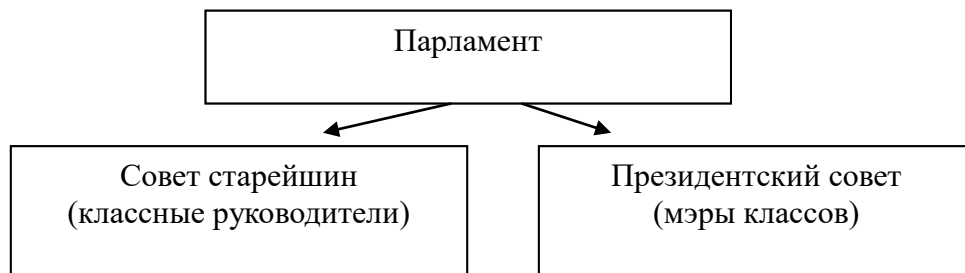 Парламент
Совет старейшин
(классные руководители)
Президентский совет
(мэры классов)